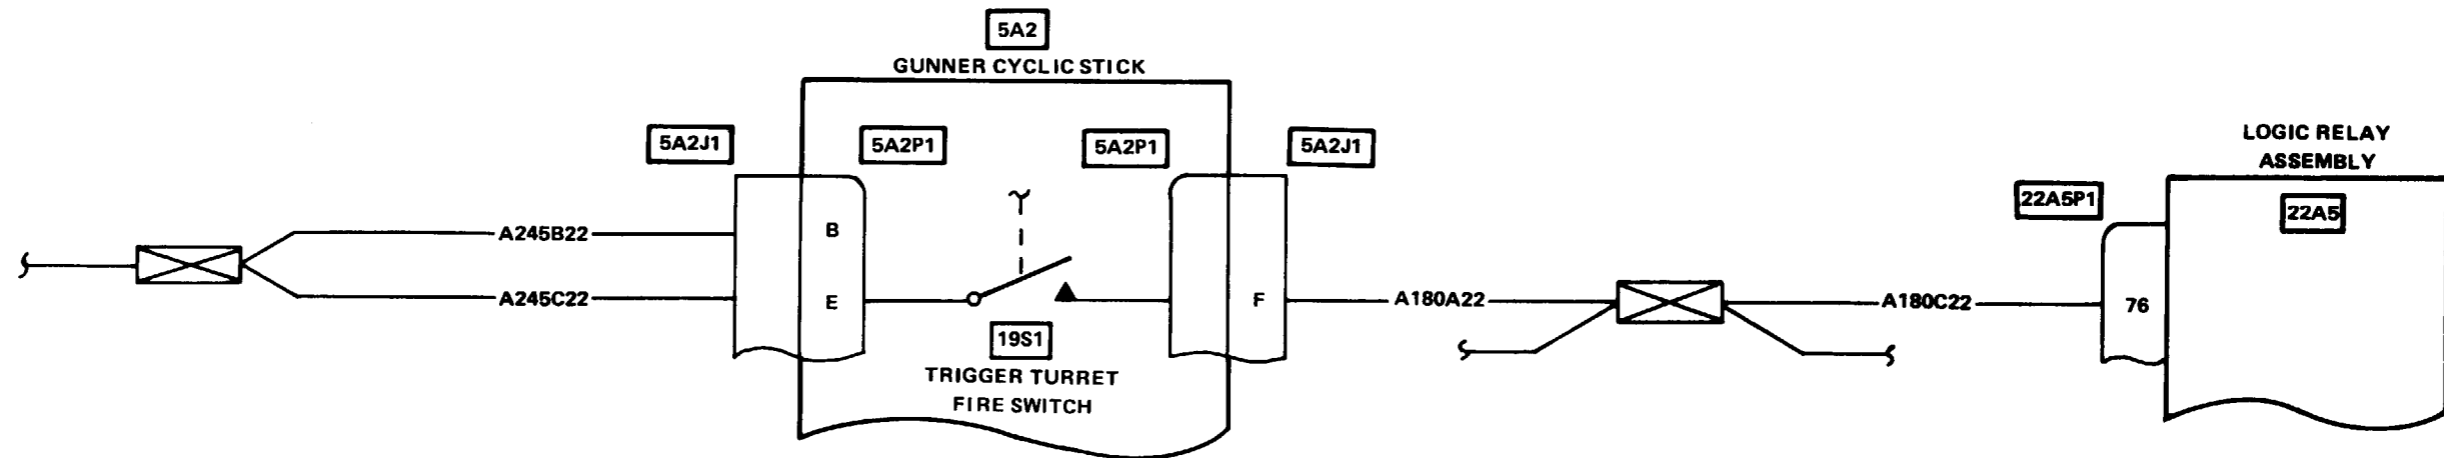 5A2
GUNNER CYCLIC STICK
5A2J1
5A2P1
5A2P1
5A2J1
LOGIC RELAY
ASSEMBLY
22A5P1
22A5
A245B22
B
A245C22
E
F
A180A22
A180C22
76
19S1
TRIGGER TURRET
FIRE SWITCH